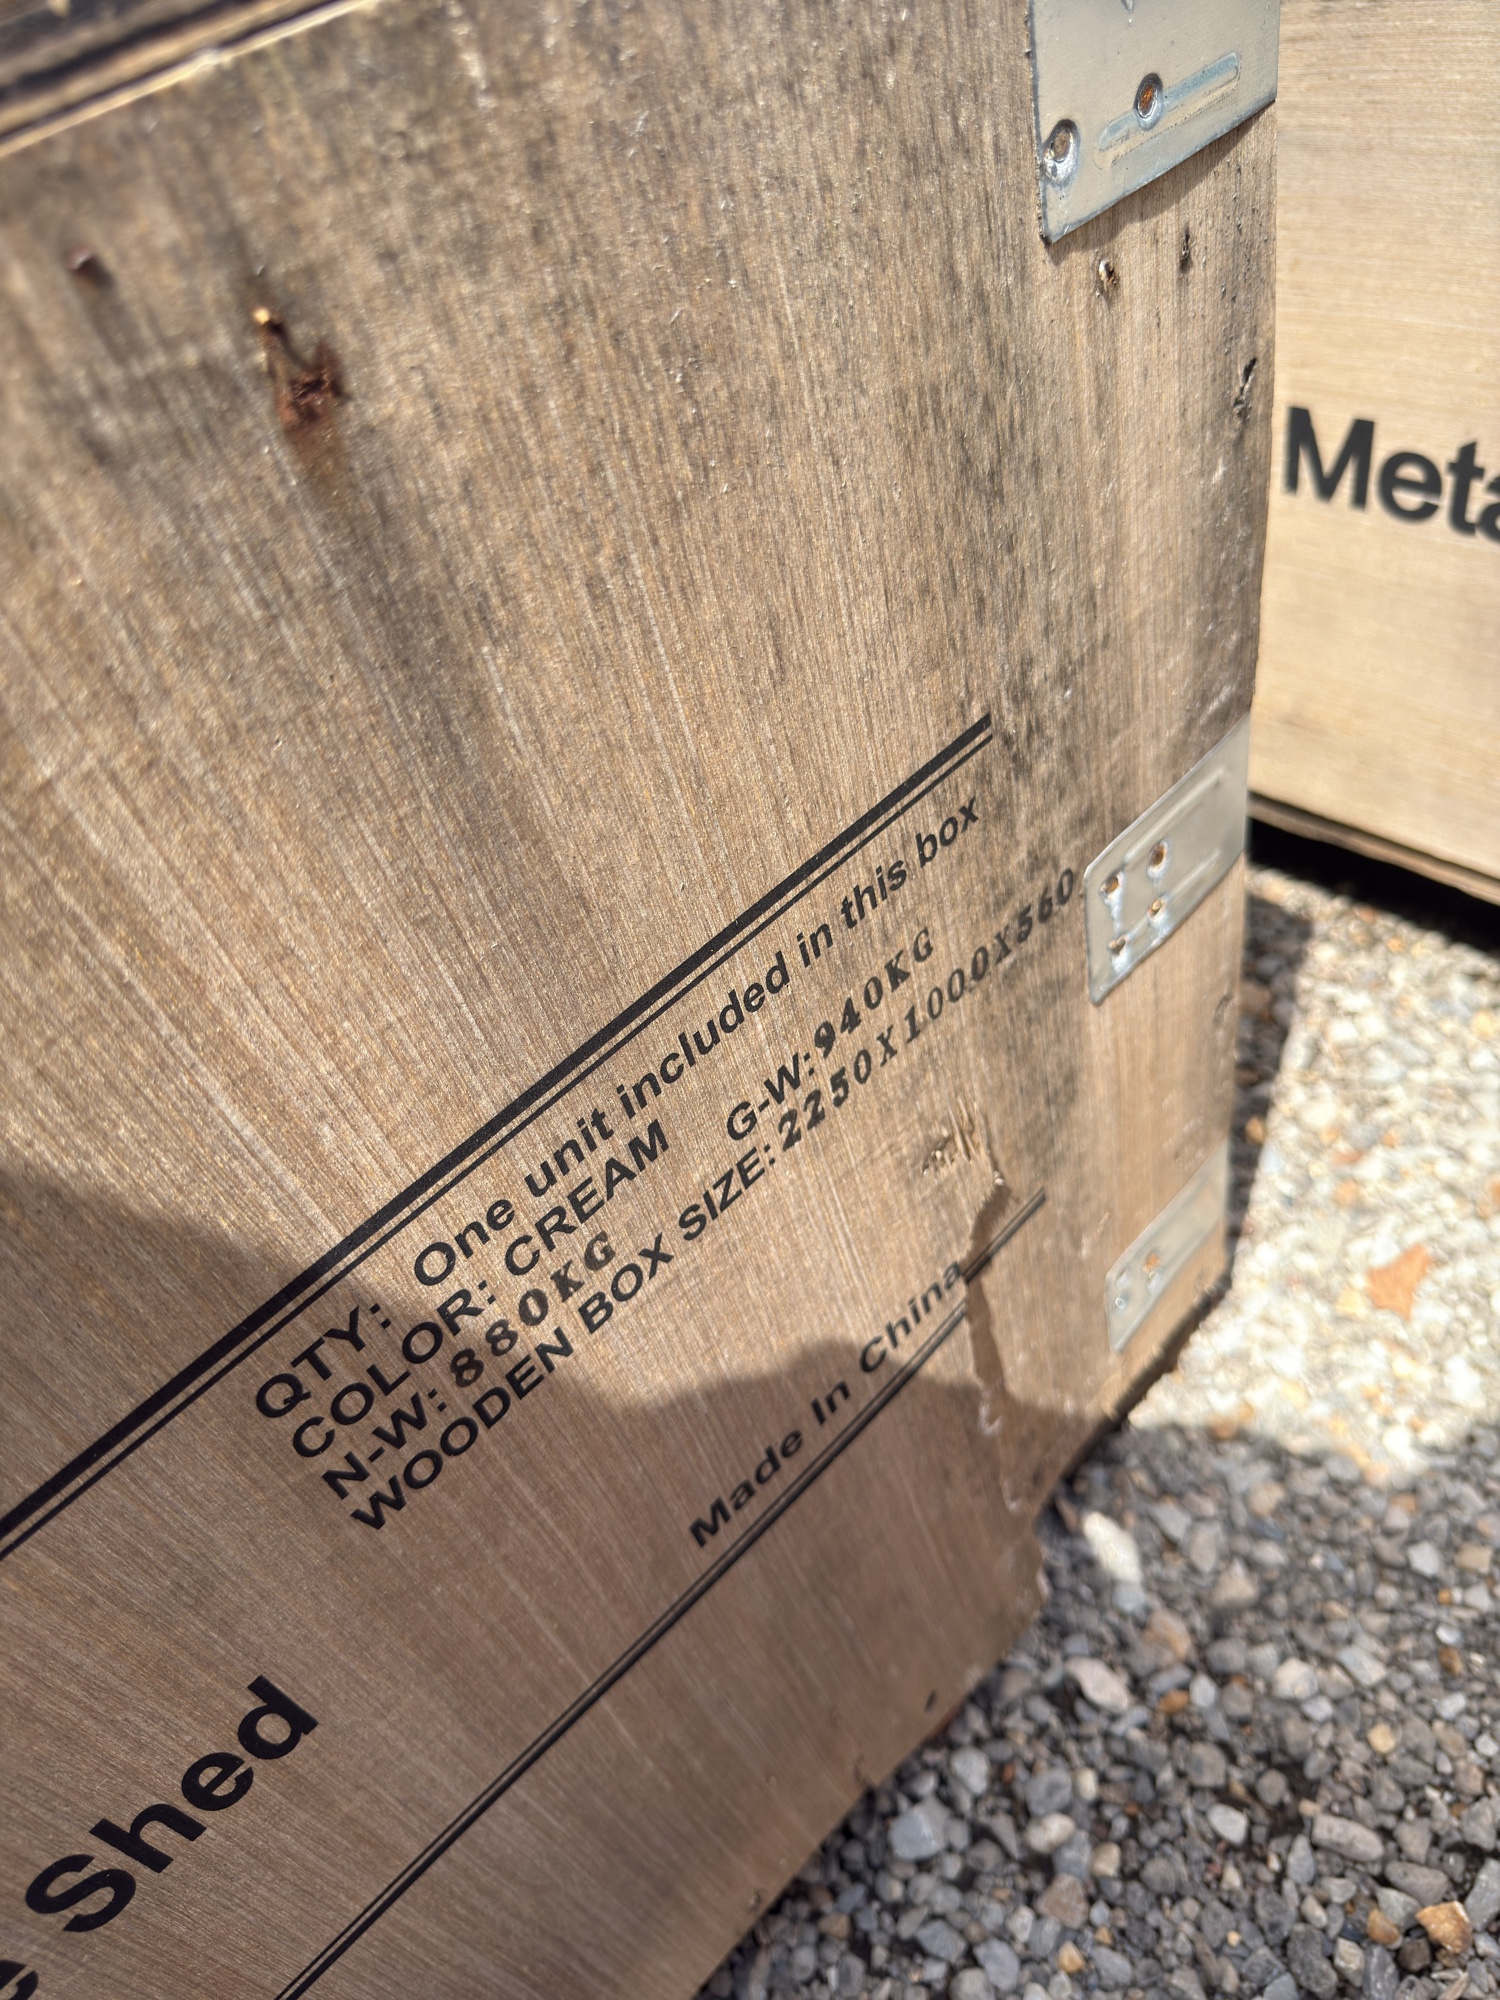 QTY: One unit included in this box
COLOR: CREAM G-W: 940KG
N-W: 880KG
WOODEN BOX SIZE: 2250X1000X560
Made In China
Shed